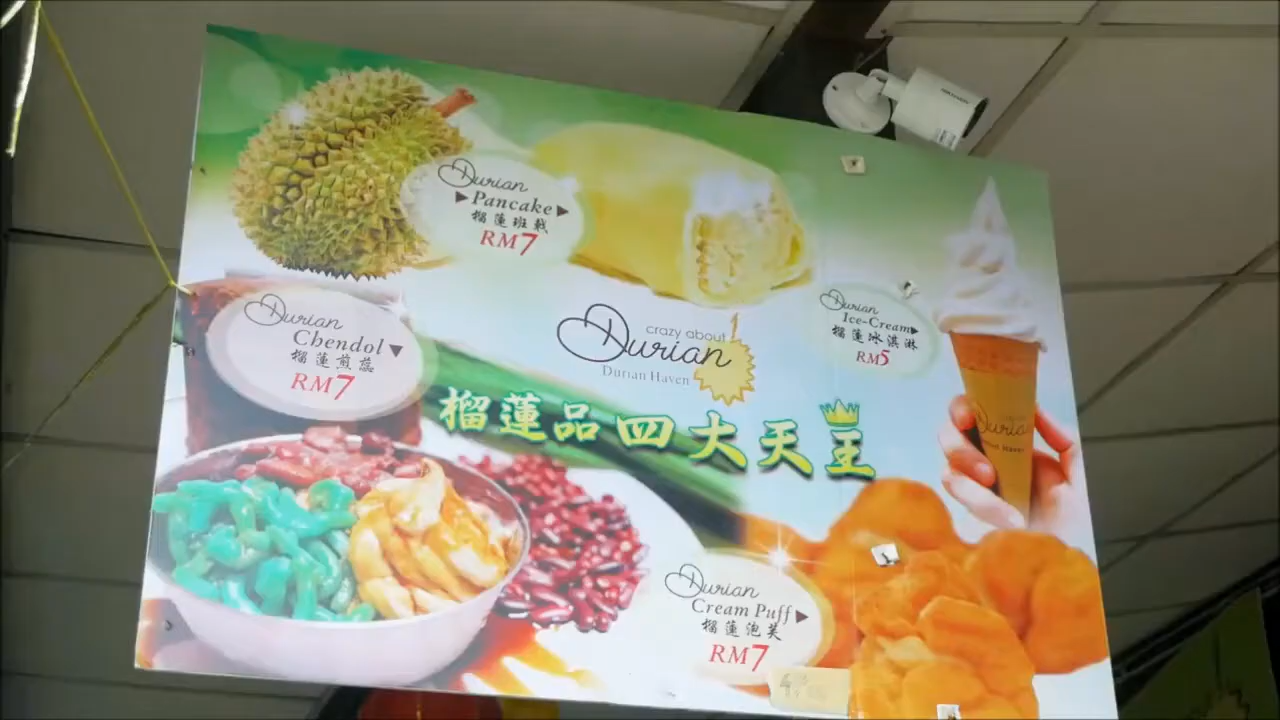 Durian
Pancake
榴蓮班戟
RM7
Durian
Chendol
榴蓮煎蕊
RM7
crazy about
Durian
Durian Haven
Durian
Ice-Cream
榴蓮冰淇淋
RM5
榴蓮品四大天王
Durian
Cream Puff
榴蓮泡芙
RM7
Durian